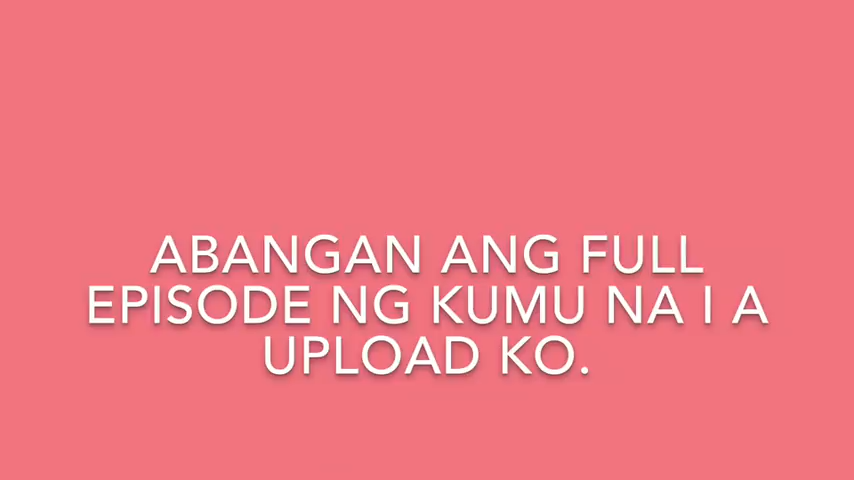 ABANGAN ANG FULL
EPISODE NG KUMU NA I A
UPLOAD KO.